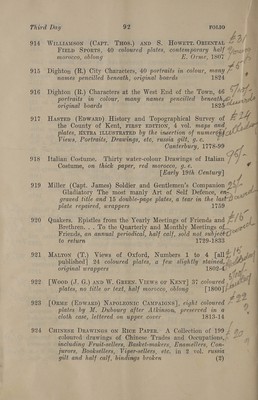 Third Day 92 FOLIO
914 WILLIAMSON (CAPT. THOS.) AND S. HOWETT. ORIENTAL
FIELD SPORTS, 40 coloured plates, contemporary half
morocco, oblong E. Orme, 1807
915 Dighton (R.) City Characters, 40 portraits in colour, many
names pencilled beneath, original boards 1824
916 Dighton (R.) Characters at the West End of the Town, 46
portraits in colour, many names pencilled beneath,
original boards 1825
917 HASTED (EDWARD) History and Topographical Survey of
the County of Kent, FIRST EDITION, 4 vol. maps and
plates, EXTRA ILLUSTRATED by the insertion of numerous
Views, Portraits, Drawings, etc. russia gilt, g. e.
Canterbury, 1778-99
918 Italian Costume. Thirty water-colour Drawings of Italian
Costume, on thick paper, red morocco, g. e.
[Early 19th Century]
919 Miller (Capt. James) Soldier and Gentlemen's Companion
Gladiatory The most manly Art of Self Defence, en-
graved title and 15 double-page plates, a tear in the last
plate repaired, wrappers 1759
920 Quakers. Epistles from the Yearly Meetings of Friends and
Brethren. . . To the Quarterly and Monthly Meetings of
Friends, an annual periodical, half calf, sold not subject
to return 1729-1833
921 MALTON (T.) Views of Oxford, Numbers 1 to 4 [all
published] 24 coloured plates, a few slightly stained,
original wrappers 1802-4
922 [WOOD (J. G.) AND W. GREEN. VIEWS OF KENT] 37 coloured
plates, no title or text, half morocco, oblong [1800]
923 [ORME (EDWARD) NAPOLEONIC CAMPAIGNS], eight coloured
plates by M. Dubourg after Atkinson, preserved in a
cloth case, lettered on upper cover 1813-14
924 CHINESE DRAWINGS ON RICE PAPER. A Collection of 199
coloured drawings of Chinese Trades and Occupations,
including Fruit-sellers, Basket-makers, Enamellers, Con-
jurors, Booksellers, Viper-sellers, etc. in 2 vol. russia
gilt and half calf, bindings broken (2)